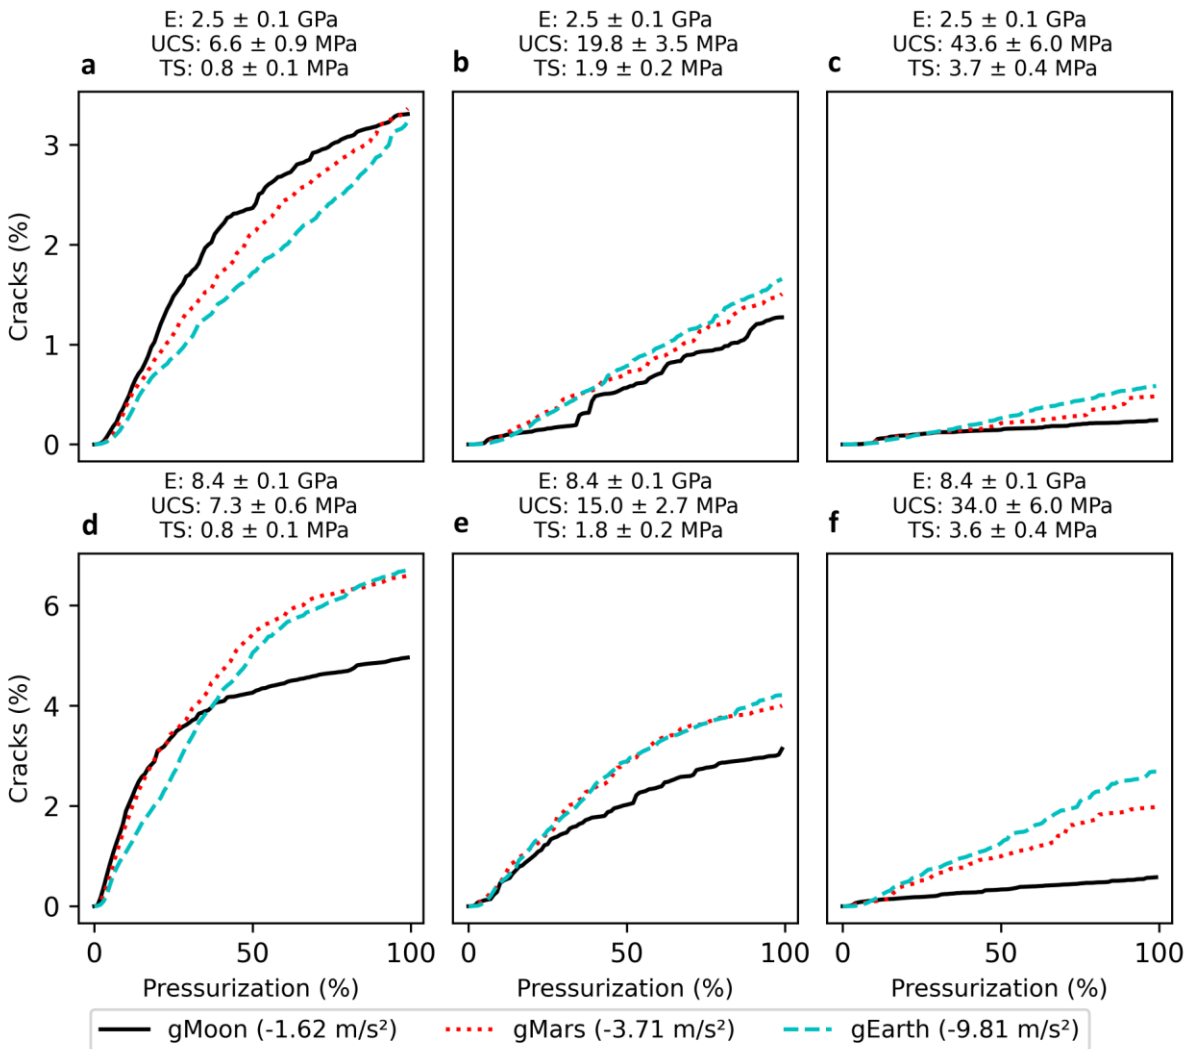 E: 2.5 ± 0.1 GPa
UCS: 6.6 ± 0.9 MPa
TS: 0.8 ± 0.1 MPa
a
E: 2.5 ± 0.1 GPa
UCS: 19.8 ± 3.5 MPa
TS: 1.9 ± 0.2 MPa
b
E: 2.5 ± 0.1 GPa
UCS: 43.6 ± 6.0 MPa
TS: 3.7 ± 0.4 MPa
c
Cracks (%)
3
2
1
0
E: 8.4 ± 0.1 GPa
UCS: 7.3 ± 0.6 MPa
TS: 0.8 ± 0.1 MPa
d
E: 8.4 ± 0.1 GPa
UCS: 15.0 ± 2.7 MPa
TS: 1.8 ± 0.2 MPa
e
E: 8.4 ± 0.1 GPa
UCS: 34.0 ± 6.0 MPa
TS: 3.6 ± 0.4 MPa
f
Cracks (%)
6
4
2
0
0 50 100
0 50 100
0 50 100
Pressurization (%)
Pressurization (%)
Pressurization (%)
gMoon (-1.62 m/s²)
gMars (-3.71 m/s²)
gEarth (-9.81 m/s²)